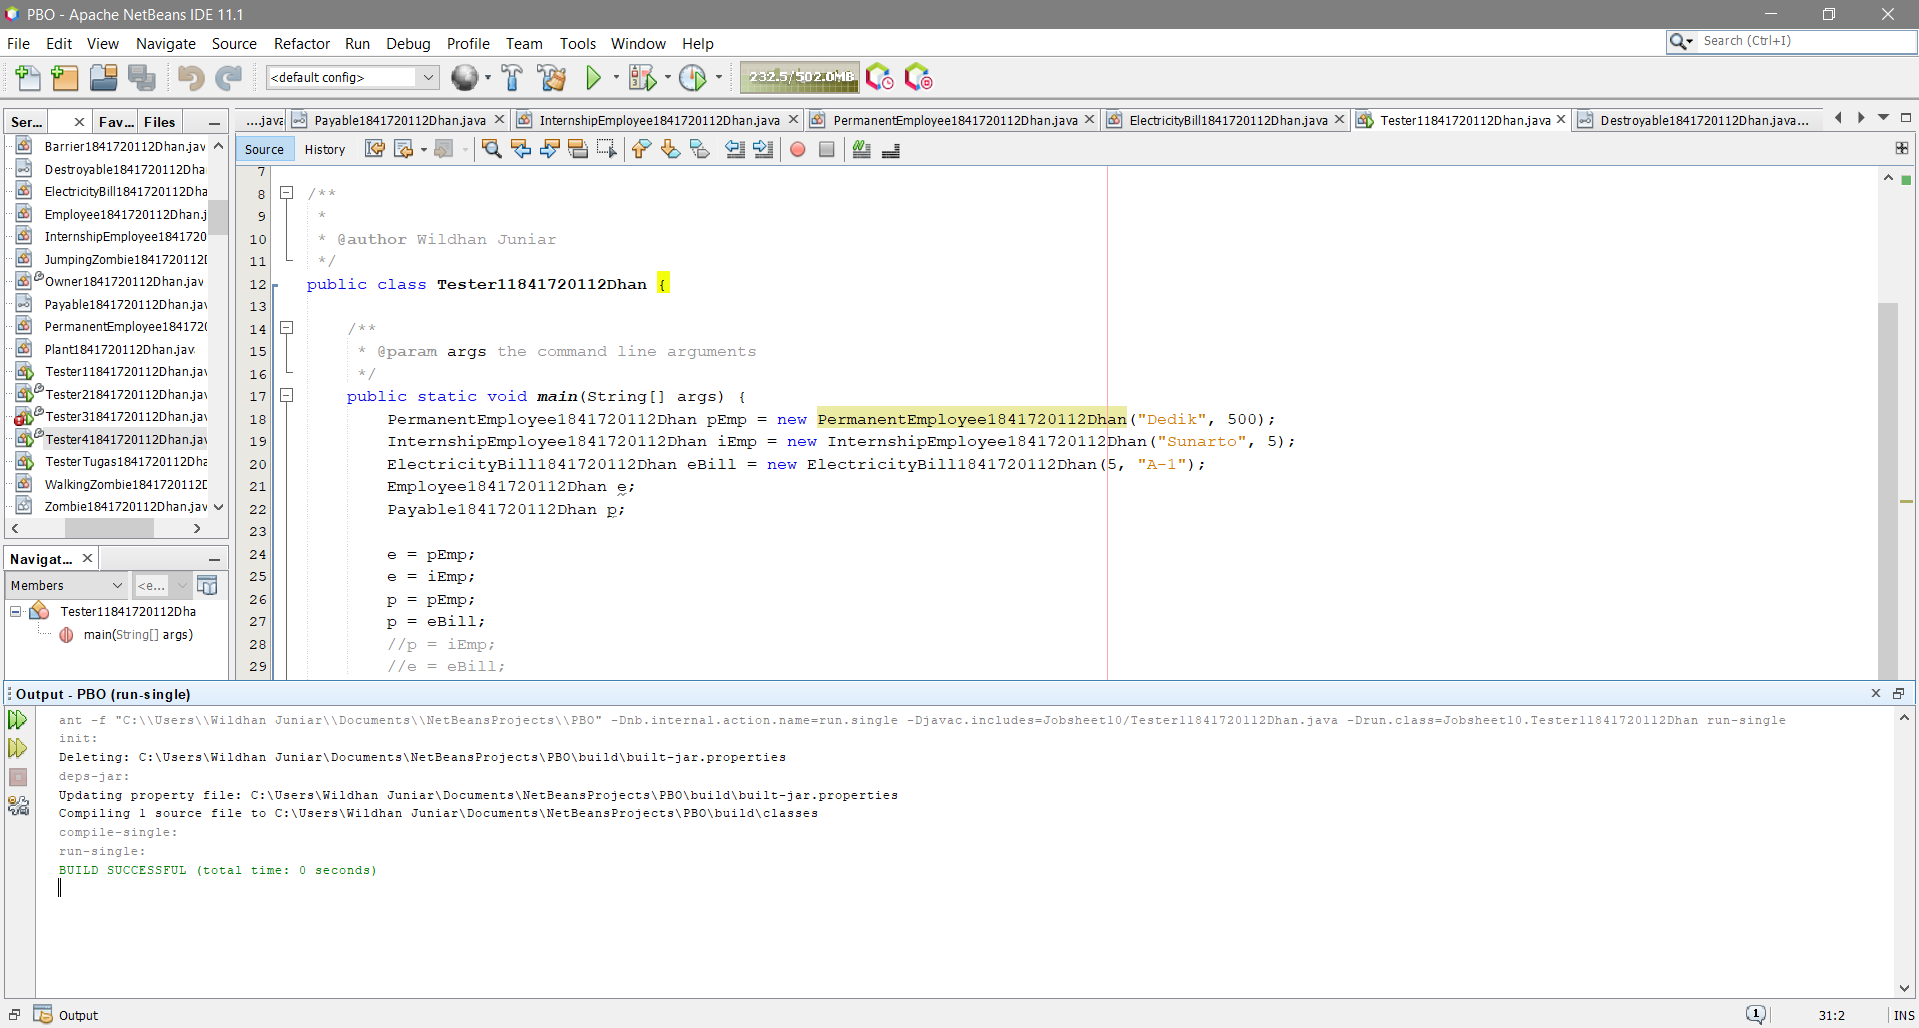 PBO - Apache NetBeans IDE 11.1
File Edit View Navigate Source Refactor Run Debug Profile Team Tools Window Help
Search (Ctrl+I)
<default config>
232.5/502.0MB
Ser... Fav... Files
...java Payable1841720112Dhan.java InternshipEmployee1841720112Dhan.java PermanentEmployee1841720112Dhan.java ElectricityBill1841720112Dhan.java Tester11841720112Dhan.java Destroyable1841720112Dhan.java...
Source History
Barrier1841720112Dhan.jav
Destroyable1841720112Dha
ElectricityBill1841720112Dha
Employee1841720112Dhan.j
InternshipEmployee1841720
JumpingZombie1841720112D
Owner1841720112Dhan.jav
Payable1841720112Dhan.jav
PermanentEmployee184172(
Plant1841720112Dhan.jav
Tester11841720112Dhan.jav
Tester21841720112Dhan.jav
Tester31841720112Dhan.jav
Tester41841720112Dhan.jav
TesterTugas1841720112Dha
WalkingZombie1841720112D
Zombie1841720112Dhan.jav
Navigat...
Members <e...
Tester11841720112Dha
main(String[] args)
7
8 /**
9 *
10 * @author Wildhan Juniar
11 */
12 public class Tester11841720112Dhan {
13
14 /**
15 * @param args the command line arguments
16 */
17 public static void main(String[] args) {
18 PermanentEmployee1841720112Dhan pEmp = new PermanentEmployee1841720112Dhan("Dedik", 500);
19 InternshipEmployee1841720112Dhan iEmp = new InternshipEmployee1841720112Dhan("Sunarto", 5);
20 ElectricityBill1841720112Dhan eBill = new ElectricityBill1841720112Dhan(5, "A-1");
21 Employee1841720112Dhan e;
22 Payable1841720112Dhan p;
23
24 e = pEmp;
25 e = iEmp;
26 p = pEmp;
27 p = eBill;
28 //p = iEmp;
29 //e = eBill;
Output - PBO (run-single)
ant -f "C:\\Users\\Wildhan Juniar\\Documents\\NetBeansProjects\\PBO" -Dnb.internal.action.name=run.single -Djavac.includes=Jobsheet10/Tester11841720112Dhan.java -Drun.class=Jobsheet10.Tester11841720112Dhan run-single
init:
Deleting: C:\Users\Wildhan Juniar\Documents\NetBeansProjects\PBO\build\built-jar.properties
deps-jar:
Updating property file: C:\Users\Wildhan Juniar\Documents\NetBeansProjects\PBO\build\built-jar.properties
Compiling 1 source file to C:\Users\Wildhan Juniar\Documents\NetBeansProjects\PBO\build\classes
compile-single:
run-single:
BUILD SUCCESSFUL (total time: 0 seconds)
Output
1
31:2
INS